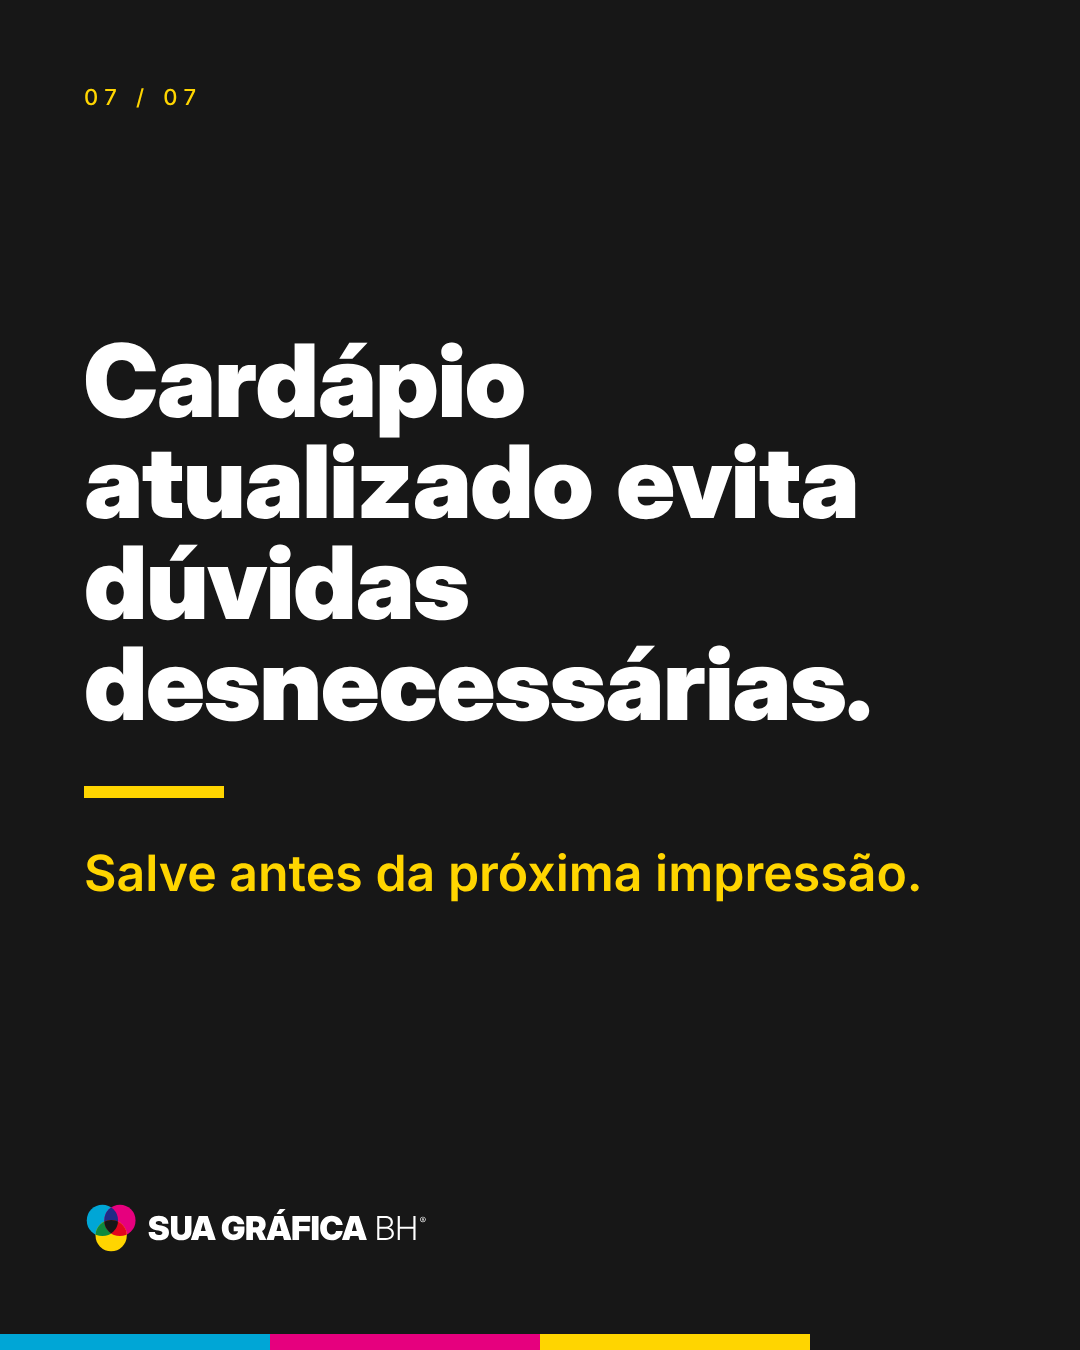 07 / 07
Cardápio
atualizado evita
dúvidas
desnecessárias.
Salve antes da próxima impressão.
SUA GRÁFICA BH®